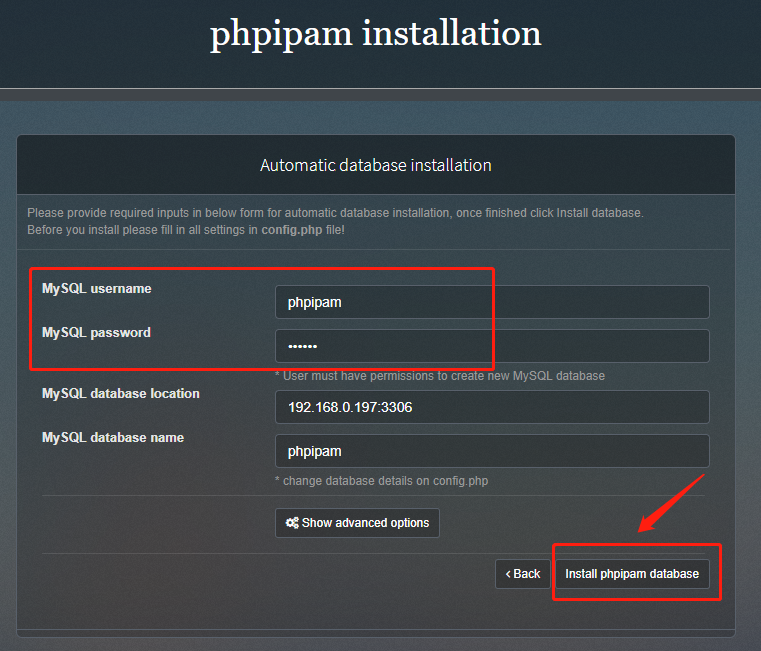 phpipam installation
Automatic database installation
Please provide required inputs in below form for automatic database installation, once finished click Install database.
Before you install please fill in all settings in config.php file!
MySQL username
phpipam
MySQL password
••••••
* User must have permissions to create new MySQL database
MySQL database location
192.168.0.197:3306
MySQL database name
phpipam
* change database details on config.php
Show advanced options
Back
Install phpipam database